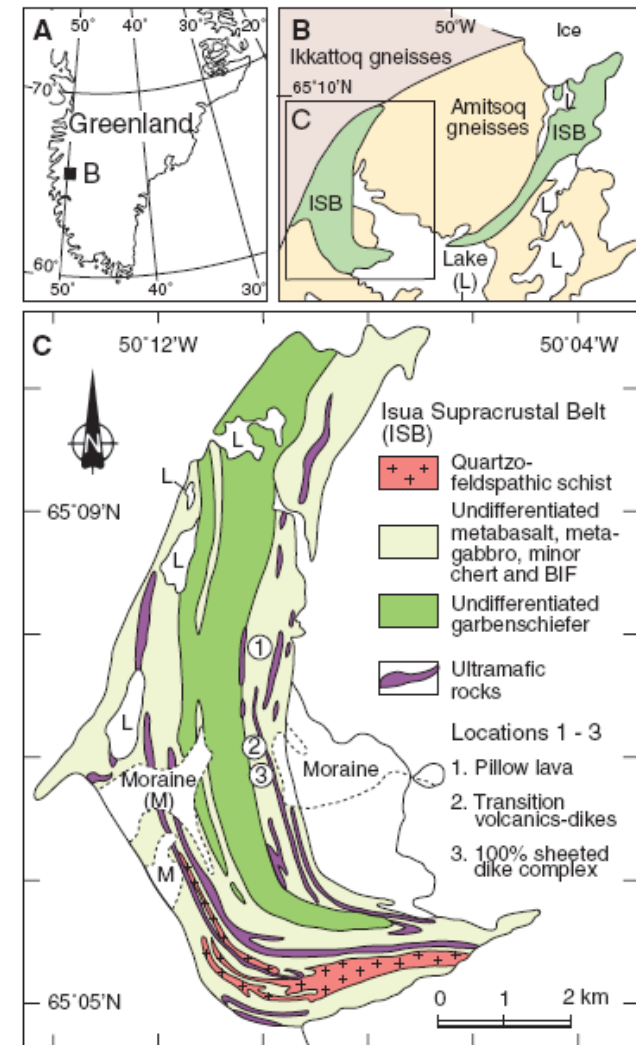 A
50°
40°
30°
20°
70°
Greenland
B
60°
50°
40°
30°
B
50°W
Ice
Ikkattoq gneisses
65°10'N
C
Amitsoq
gneisses
L
ISB
ISB
L
Lake
(L)
L
C
50°12'W
50°04'W
N
L
L
L
L
65°09'N
Isua Supracrustal Belt
(ISB)
Quartzo-
feldspathic schist
Undifferentiated
metabasalt, meta-
gabbro, minor
chert and BIF
Undifferentiated
garbenschiefer
Ultramafic
rocks
Locations 1 - 3
1. Pillow lava
2. Transition
volcanics-dikes
3. 100% sheeted
dike complex
1
2
3
Moraine
(M)
Moraine
M
65°05'N
0 1 2 km